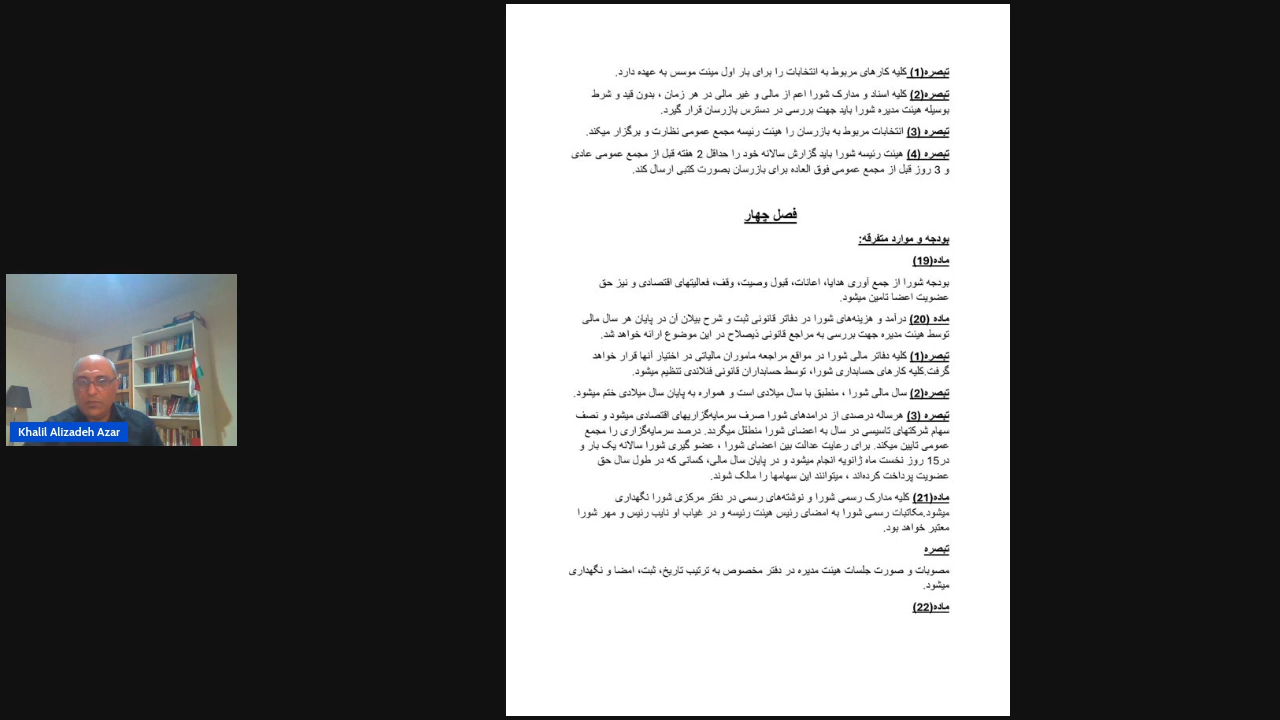 تبصره(1) کلیه کارهای مربوط به انتخابات را برای بار اول مینت موسس به عهده دارد.
تبصره(2) کلیه اسناد و مدارک شورا اعم از مالی و غیر مالی در هر زمان ، بدون قید و شرط
بوسیله هیئت مدیره شورا باید جهت بررسی در دسترس بازرسان قرار گیرد.
تبصره (3) انتخابات مربوط به بازرسان را هیئت رئیسه مجمع عمومی نظارت و برگزار میکند.
تبصره (4) هیئت رئیسه شورا باید گزارش سالانه خود را حداقل 2 هفته قبل از مجمع عمومی عادی
و 3 روز قبل از مجمع عمومی فوق العاده برای بازرسان بصورت کتبی ارسال کند.
فصل چهار
بودجه و موارد متفرقه:
ماده(19)
بودجه شورا از جمع آوری هدایا، اعانات، قبول وصیت، وقف، فعالیتهای اقتصادی و نیز حق
عضویت اعضا تامین میشود.
ماده (20) درآمد و هزینه‌های شورا در دفاتر قانونی ثبت و شرح بیلان آن در پایان هر سال مالی
توسط هیئت مدیره جهت بررسی به مراجع قانونی ذیصلاح در این موضوع ارائه خواهد شد.
تبصره(1) کلیه دفاتر مالی شورا در مواقع مراجعه ماموران مالیاتی در اختیار آنها قرار خواهد
گرفت.کلیه کارهای حسابداری شورا، توسط حسابداران قانونی فنلاندی تنظیم میشود.
تبصره(2) سال مالی شورا ، منطبق با سال میلادی است و همواره به پایان سال میلادی ختم میشود.
تبصره (3) هرساله درصدی از درامدهای شورا صرف سرمایه‌گزاریهای اقتصادی میشود و نصف
سهام شرکتهای تاسیسی در سال به اعضای شورا منطقل میگردد. درصد سرمایه‌گزاری را مجمع
عمومی تایین میکند. برای رعایت عدالت بین اعضای شورا ، عضو گیری شورا سالانه یک بار و
در15 روز نخست ماه ژانویه انجام میشود و در پایان سال مالی، کسانی که در طول سال حق
عضویت پرداخت کرده‌اند ، میتوانند این سهامها را مالک شوند.
ماده(21) کلیه مدارک رسمی شورا و نوشته‌های رسمی در دفتر مرکزی شورا نگهداری
میشود.مکاتبات رسمی شورا به امضای رئیس هیئت رئیسه و در غیاب او نایب رئیس و مهر شورا
معتبر خواهد بود.
تبصره
مصوبات و صورت جلسات هیئت مدیره در دفتر مخصوص به ترتیب تاریخ، ثبت، امضا و نگهداری
میشود.
ماده(22)
Khalil Alizadeh Azar